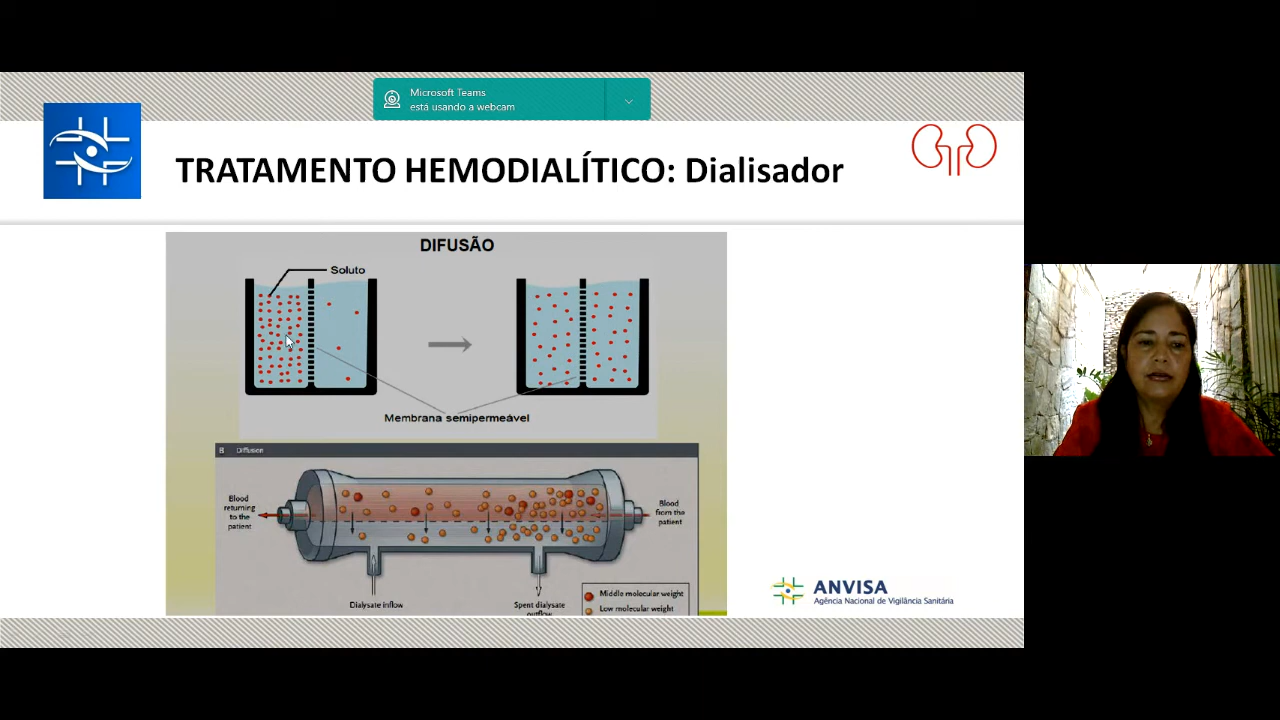 Microsoft Teams
está usando a webcam
TRATAMENTO HEMODIALÍTICO: Dialisador
DIFUSÃO
Soluto
Membrana semipermeável
B Diffusion
Blood
returning
to the
patient
Blood
from the
patient
Dialysate inflow
Spent dialysate
outflow
Middle molecular weight
Low molecular weight
ANVISA
Agência Nacional de Vigilância Sanitária